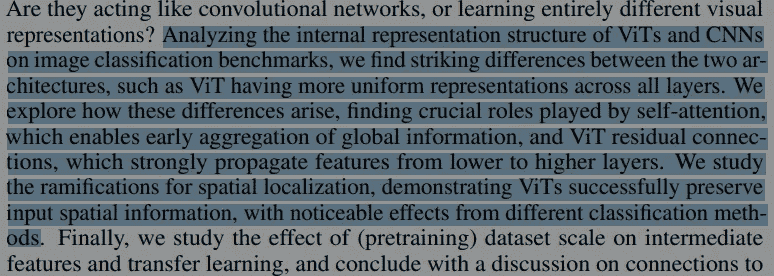 Are they acting like convolutional networks, or learning entirely different visual
representations? Analyzing the internal representation structure of ViTs and CNNs
on image classification benchmarks, we find striking differences between the two ar-
chitectures, such as ViT having more uniform representations across all layers. We
explore how these differences arise, finding crucial roles played by self-attention,
which enables early aggregation of global information, and ViT residual connec-
tions, which strongly propagate features from lower to higher layers. We study
the ramifications for spatial localization, demonstrating ViTs successfully preserve
input spatial information, with noticeable effects from different classification meth-
ods. Finally, we study the effect of (pretraining) dataset scale on intermediate
features and transfer learning, and conclude with a discussion on connections to